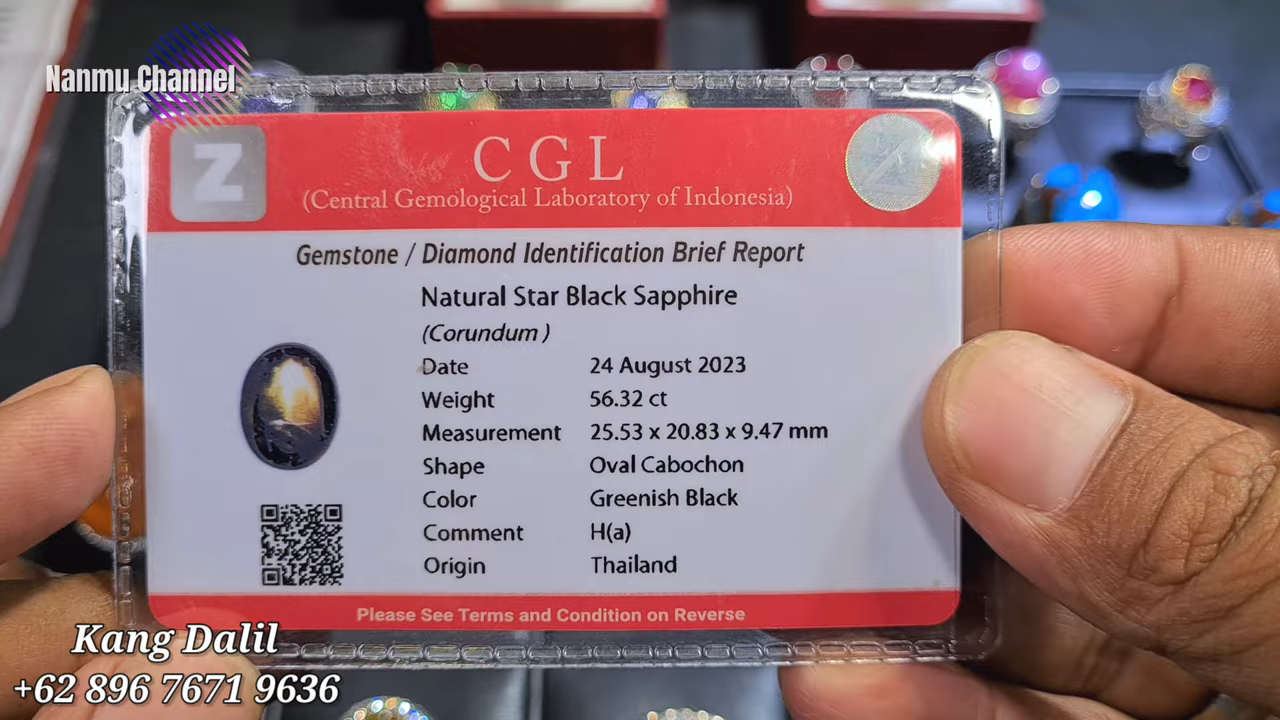 Nanmu Channel
Z
CGL
(Central Gemological Laboratory of Indonesia)
Gemstone / Diamond Identification Brief Report
Natural Star Black Sapphire
(Corundum )
Date 24 August 2023
Weight 56.32 ct
Measurement 25.53 x 20.83 x 9.47 mm
Shape Oval Cabochon
Color Greenish Black
Comment H(a)
Origin Thailand
Please See Terms and Condition on Reverse
Kang Dalil
+62 896 7671 9636